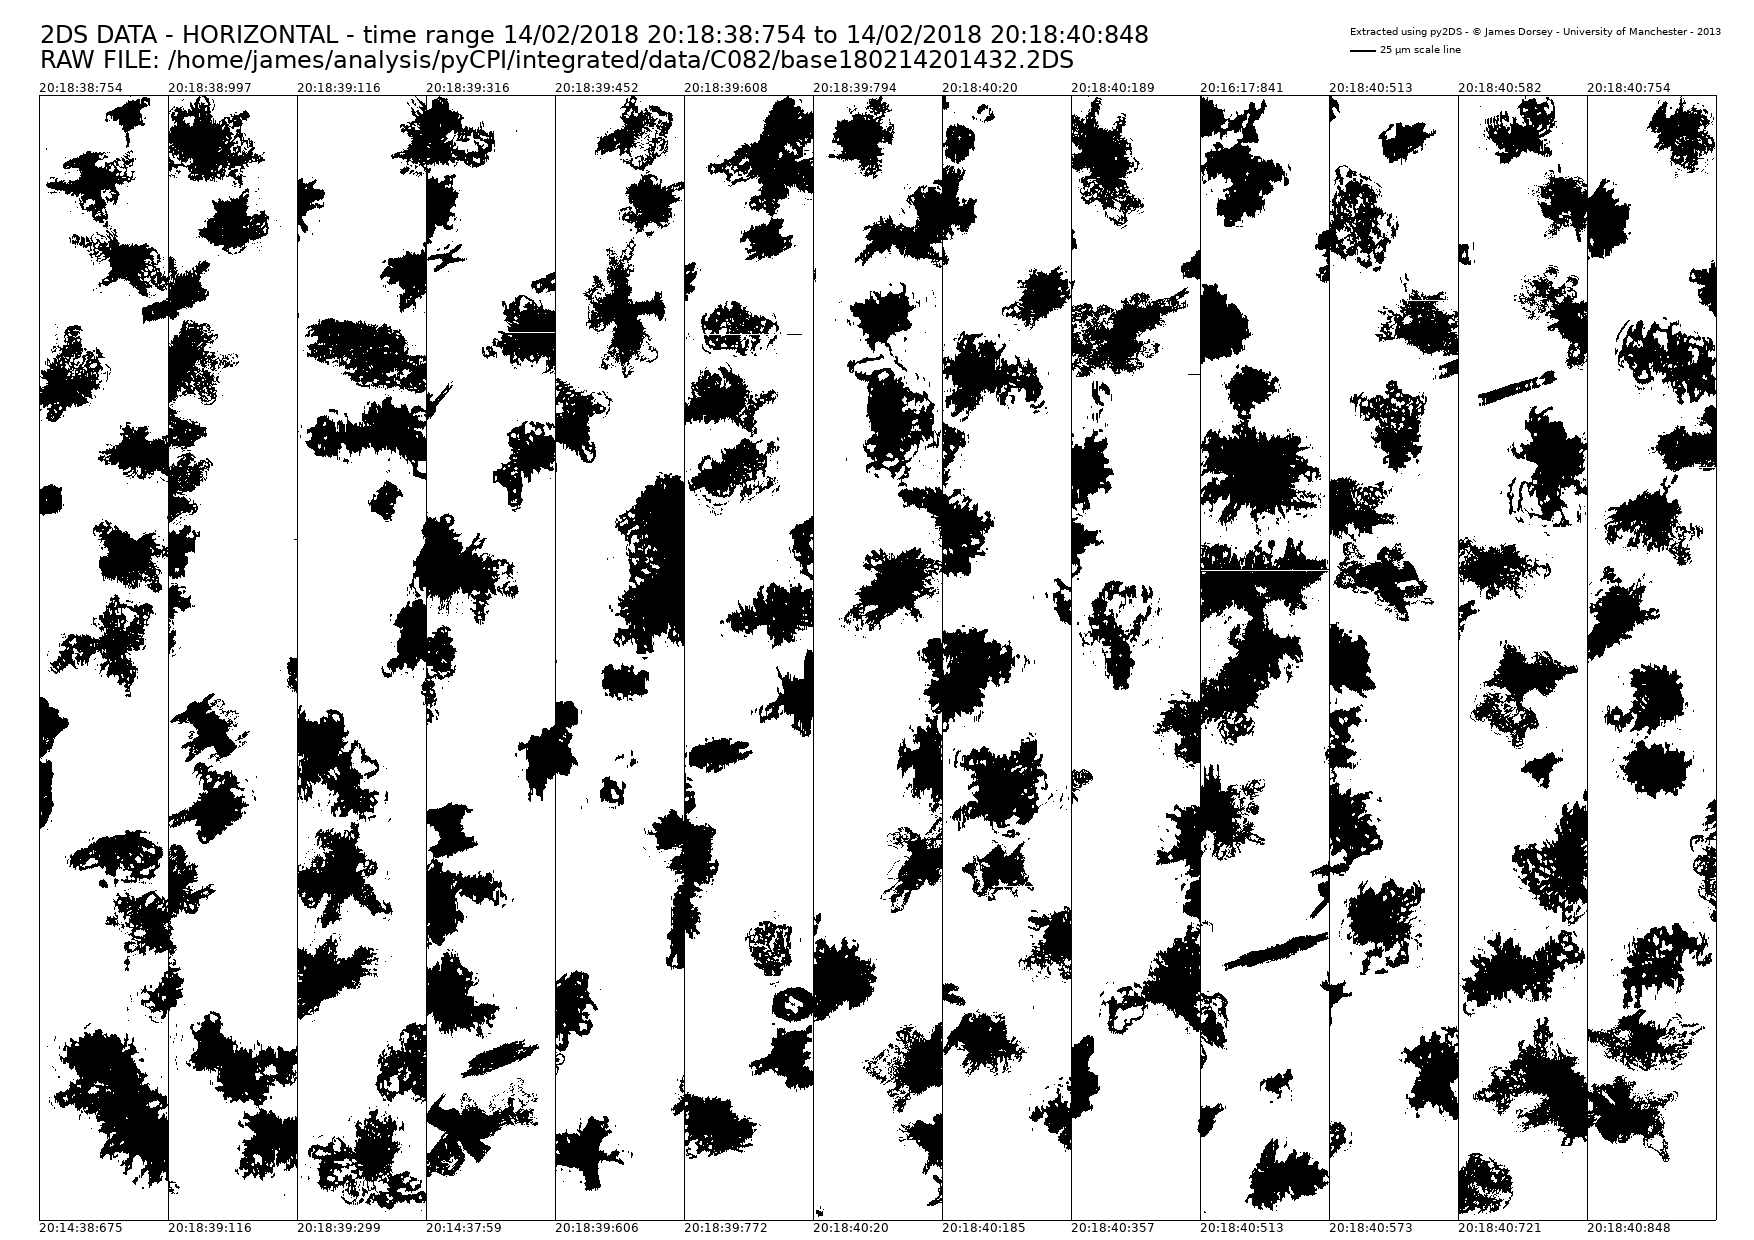 2DS DATA - HORIZONTAL - time range 14/02/2018 20:18:38:754 to 14/02/2018 20:18:40:848
RAW FILE: /home/james/analysis/pyCPI/integrated/data/C082/base180214201432.2DS
Extracted using py2DS - © James Dorsey - University of Manchester - 2013
25 µm scale line
20:18:38:754 20:18:38:997 20:18:39:116 20:18:39:316 20:18:39:452 20:18:39:608 20:18:39:794 20:18:40:20 20:18:40:189 20:16:17:841 20:18:40:513 20:18:40:582 20:18:40:754
20:14:38:675 20:18:39:116 20:18:39:299 20:14:37:59 20:18:39:606 20:18:39:772 20:18:40:20 20:18:40:185 20:18:40:357 20:18:40:513 20:18:40:573 20:18:40:721 20:18:40:848